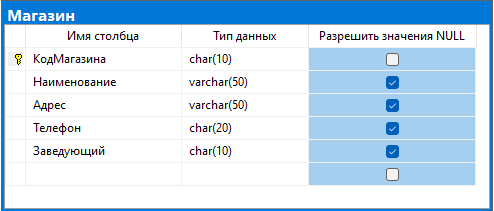 Магазин
Имя столбца Тип данных Разрешить значения NULL
КодМагазина char(10)
Наименование varchar(50)
Адрес varchar(50)
Телефон char(20)
Заведующий char(10)